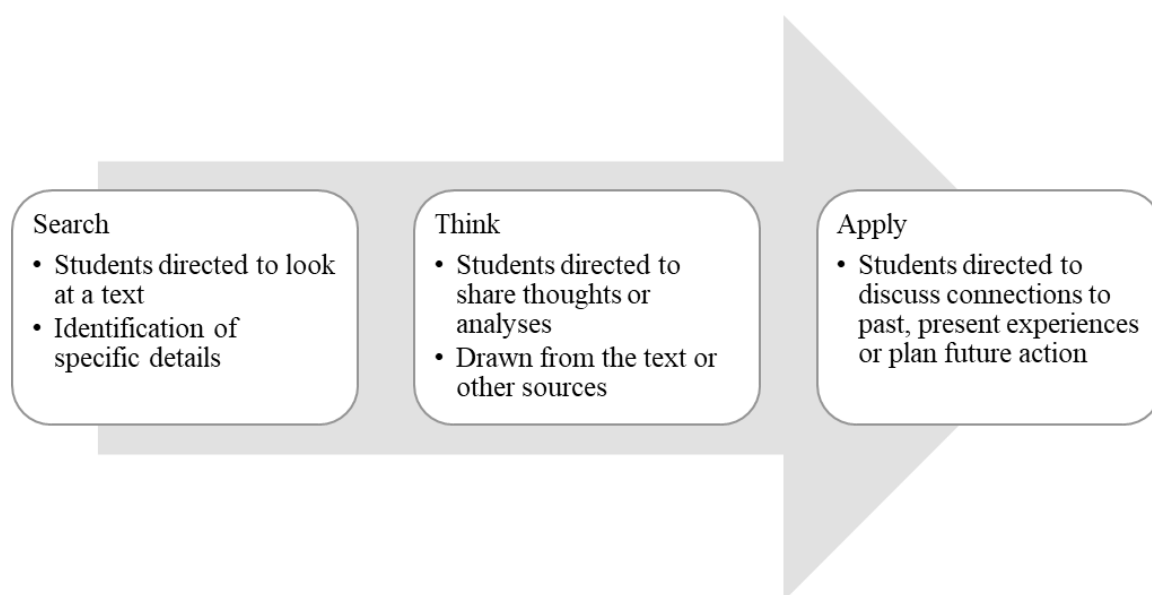 Search
• Students directed to look
at a text
• Identification of
specific details
Think
• Students directed to
share thoughts or
analyses
• Drawn from the text or
other sources
Apply
• Students directed to
discuss connections to
past, present experiences
or plan future action